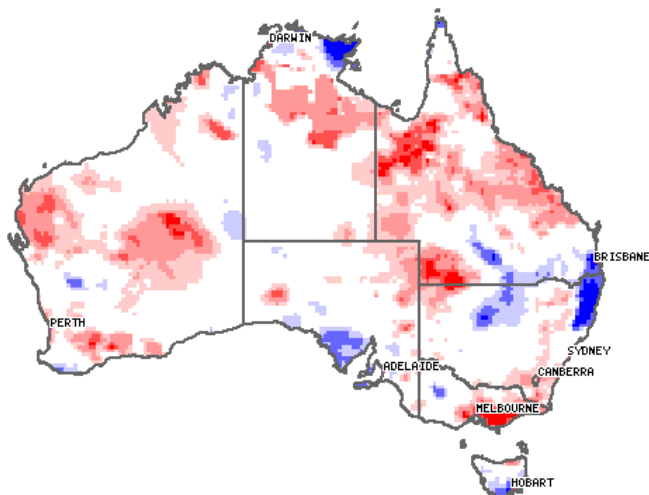 DARWIN
BRISBANE
PERTH
SYDNEY
ADELAIDE
CANBERRA
MELBOURNE
HOBART